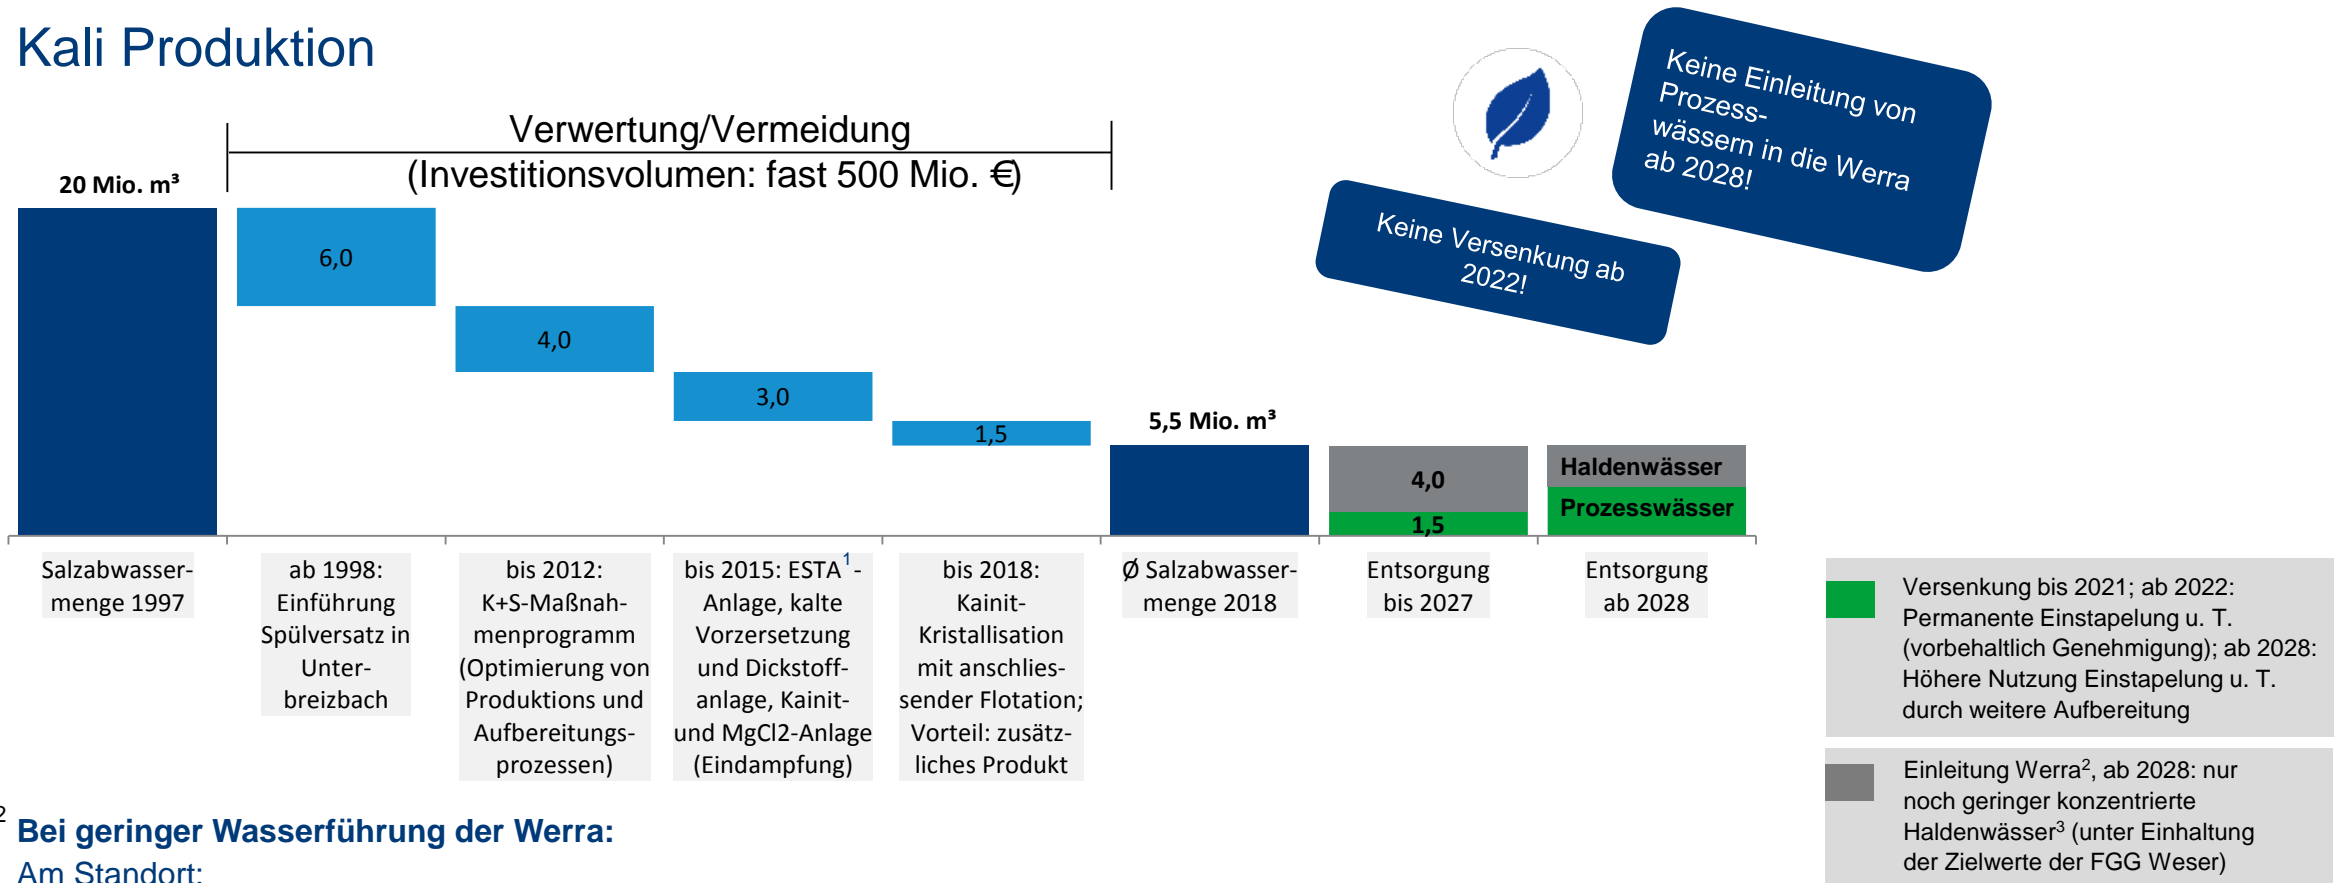 Kali Produktion
Keine Einleitung von
Prozess-
wässern in die Werra
ab 2028!
Verwertung/Vermeidung
(Investitionsvolumen: fast 500 Mio. €)
Keine Versenkung ab
2022!
20 Mio. m³
6,0
4,0
3,0
1,5
5,5 Mio. m³
4,0
1,5
Haldenwässer
Prozesswässer
Salzabwasser-
menge 1997
ab 1998:
Einführung
Spülversatz in
Unter-
breizbach
bis 2012:
K+S-Maßnah-
menprogramm
(Optimierung von
Produktions und
Aufbereitungs-
prozessen)
bis 2015: ESTA¹-
Anlage, kalte
Vorzersetzung
und Dickstoff-
anlage, Kainit-
und MgCl2-Anlage
(Eindampfung)
bis 2018:
Kainit-
Kristallisation
mit anschlies-
sender Flotation;
Vorteil: zusätz-
liches Produkt
Ø Salzabwasser-
menge 2018
Entsorgung
bis 2027
Entsorgung
ab 2028
Versenkung bis 2021; ab 2022:
Permanente Einstapelung u. T.
(vorbehaltlich Genehmigung); ab 2028:
Höhere Nutzung Einstapelung u. T.
durch weitere Aufbereitung
Einleitung Werra², ab 2028: nur
noch geringer konzentrierte
Haldenwässer³ (unter Einhaltung
der Zielwerte der FGG Weser)
² Bei geringer Wasserführung der Werra:
Am Standort: